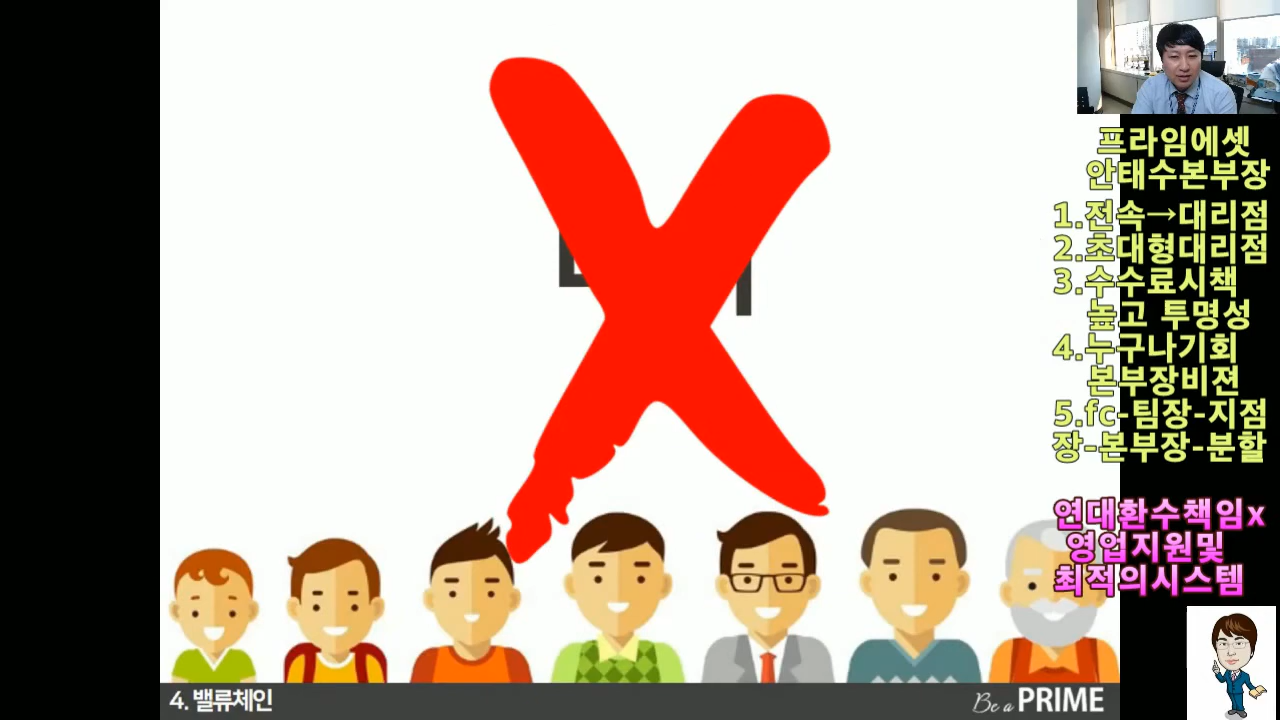 프라임에셋
안태수본부장
1.전속→대리점
2.초대형대리점
3.수수료시책
높고 투명성
4.누구나기회
본부장비젼
5.fc-팀장-지점
장-본부장-분할
연대환수책임x
영업지원및
최적의시스템
4. 밸류체인
Be a PRIME